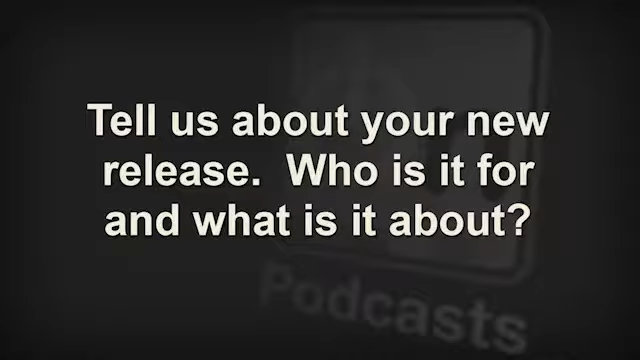 Tell us about your new
release.  Who is it for
and what is it about?
Podcasts